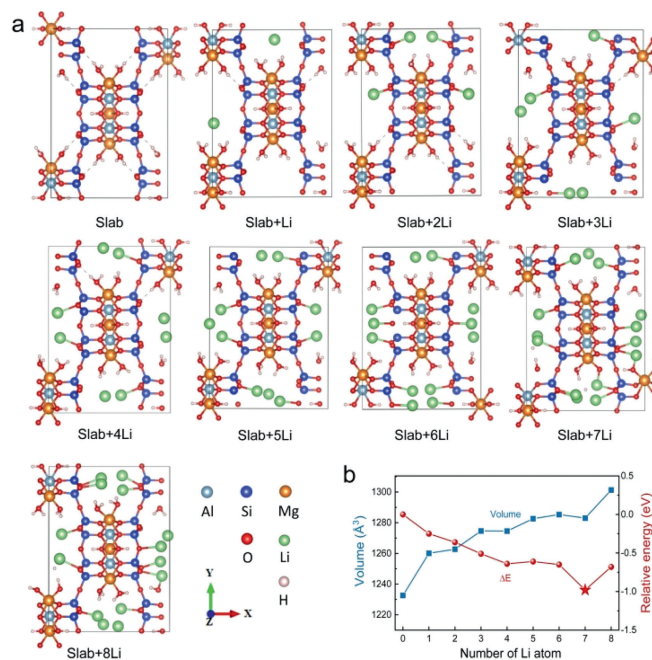 a
Slab
Slab+Li
Slab+2Li
Slab+3Li
Slab+4Li
Slab+5Li
Slab+6Li
Slab+7Li
Slab+8Li
Al
Si
Mg
O
Li
H
Y
Z
X
b
Volume (Å³)
1300
1280
1260
1240
1220
Volume
ΔE
0.5
0.0
-0.5
-1.0
-1.5
Relative energy (eV)
0 1 2 3 4 5 6 7 8
Number of Li atom